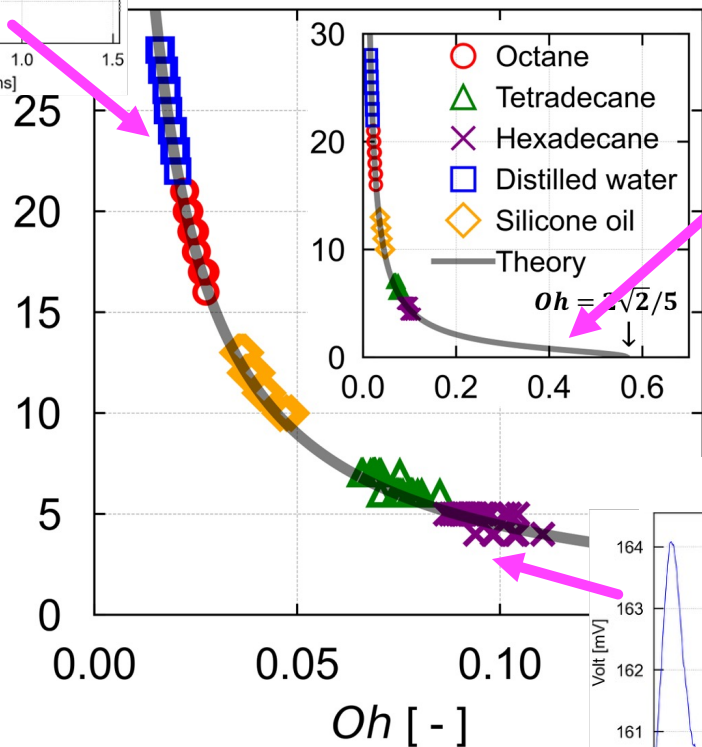 1.0
1.5
ns]
25
20
15
10
5
0
0.00
0.05
0.10
Oh [ - ]
30
20
10
0
0.0
0.2
0.4
0.6
Octane
Tetradecane
Hexadecane
Distilled water
Silicone oil
Theory
Oh = 2√2/5
↓
164
163
162
161
Volt [mV]